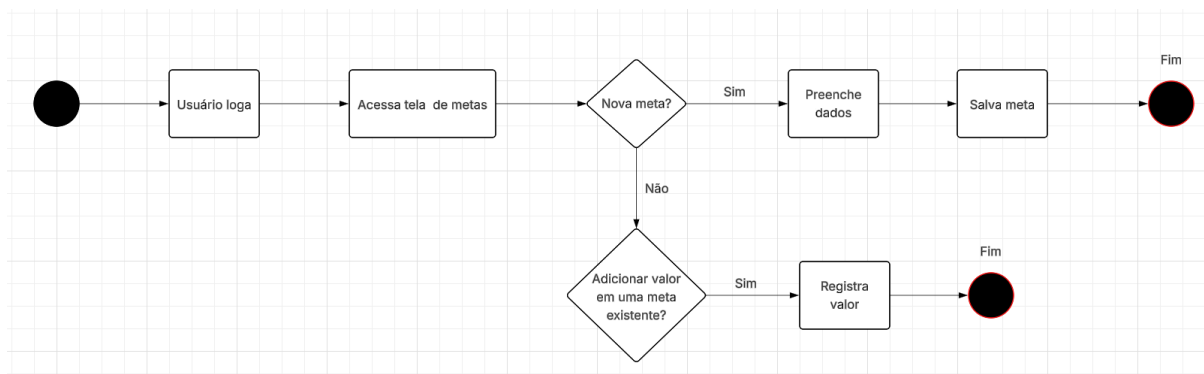 Fim
Usuário loga
Acessa tela de metas
Nova meta?
Sim
Preenche
dados
Salva meta
Não
Fim
Adicionar valor
em uma meta
existente?
Sim
Registra
valor